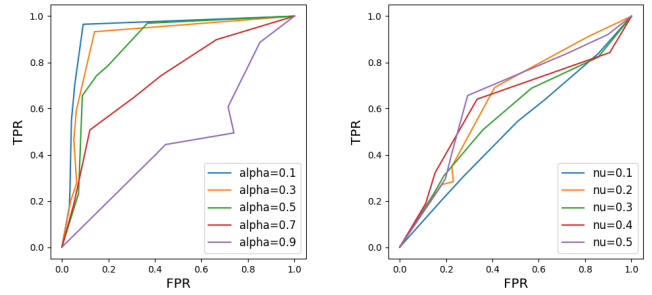 1.0
0.8
0.6
0.4
0.2
0.0
TPR
0.0 0.2 0.4 0.6 0.8 1.0
FPR
alpha=0.1
alpha=0.3
alpha=0.5
alpha=0.7
alpha=0.9
1.0
0.8
0.6
0.4
0.2
0.0
TPR
0.0 0.2 0.4 0.6 0.8 1.0
FPR
nu=0.1
nu=0.2
nu=0.3
nu=0.4
nu=0.5